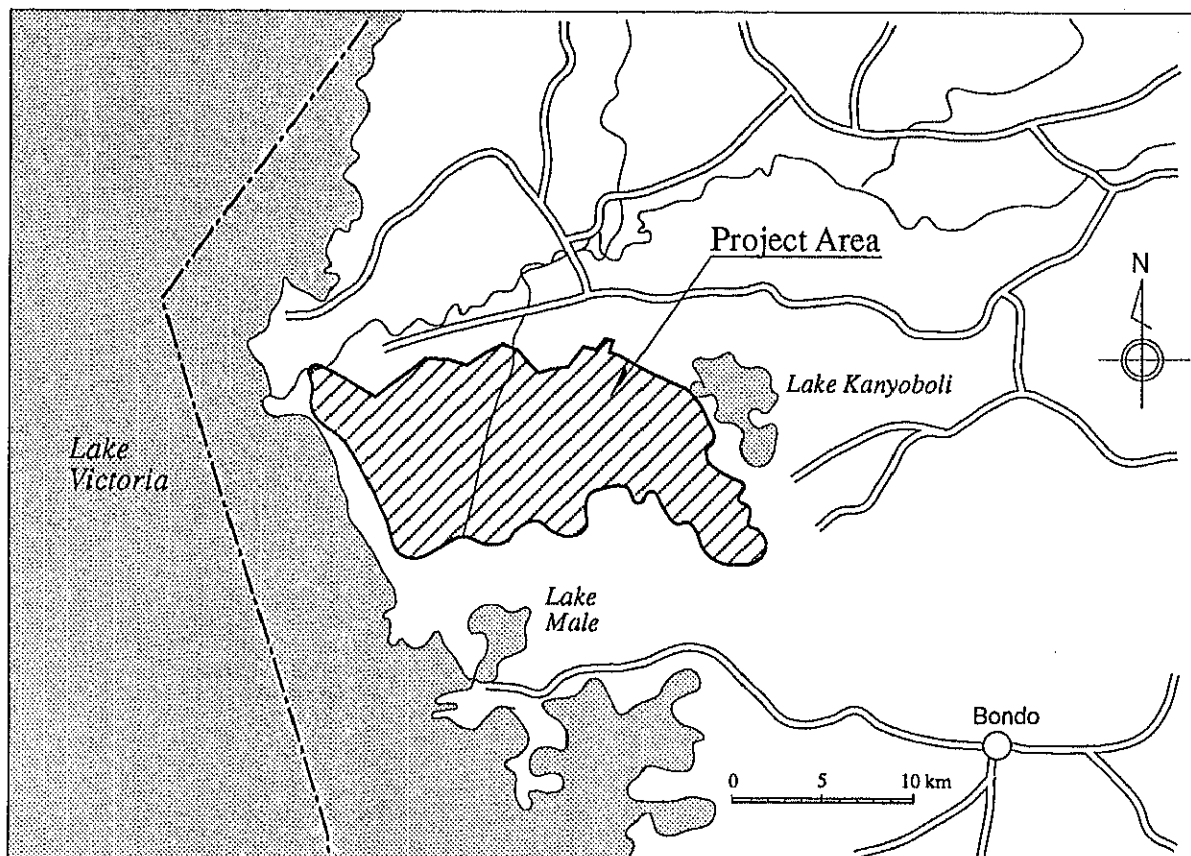 Project Area
N
Lake Kanyoboli
Lake
Victoria
Lake
Male
Bondo
0 5 10 km